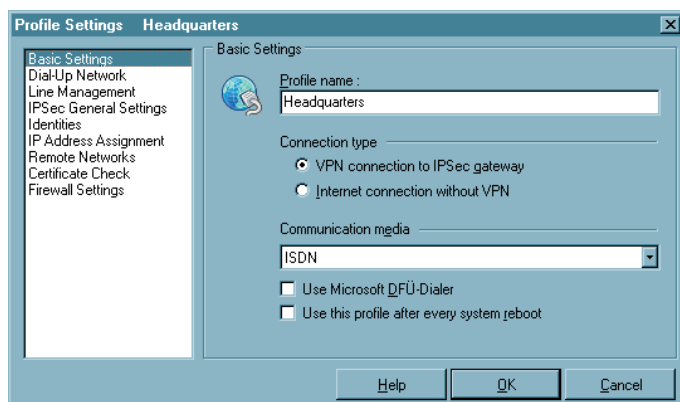 Profile Settings Headquarters
Basic Settings
Dial-Up Network
Line Management
IPSec General Settings
Identities
IP Address Assignment
Remote Networks
Certificate Check
Firewall Settings
Basic Settings
Profile name :
Headquarters
Connection type
VPN connection to IPSec gateway
Internet connection without VPN
Communication media
ISDN
Use Microsoft DFÜ-Dialer
Use this profile after every system reboot
Help
OK
Cancel